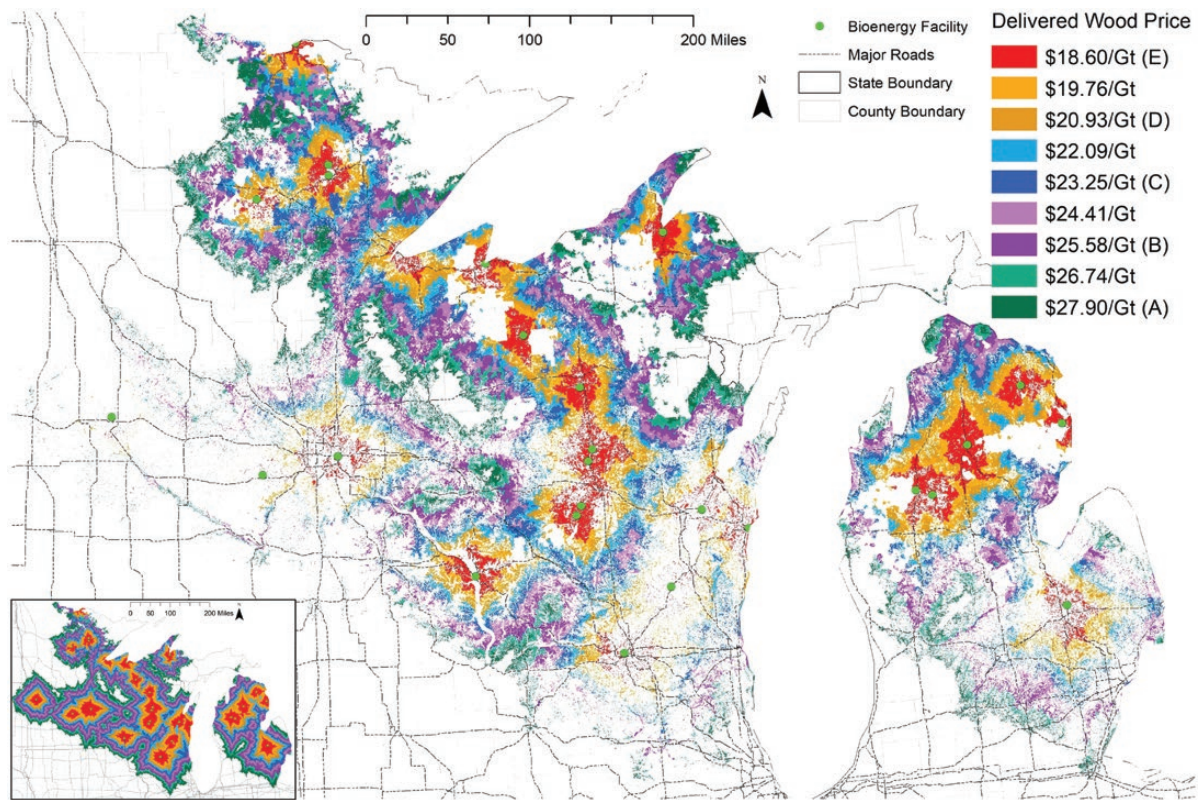 0 50 100 200 Miles
N
Bioenergy Facility
Major Roads
State Boundary
County Boundary
Delivered Wood Price
$18.60/Gt (E)
$19.76/Gt
$20.93/Gt (D)
$22.09/Gt
$23.25/Gt (C)
$24.41/Gt
$25.58/Gt (B)
$26.74/Gt
$27.90/Gt (A)
0 50 100 200 Miles